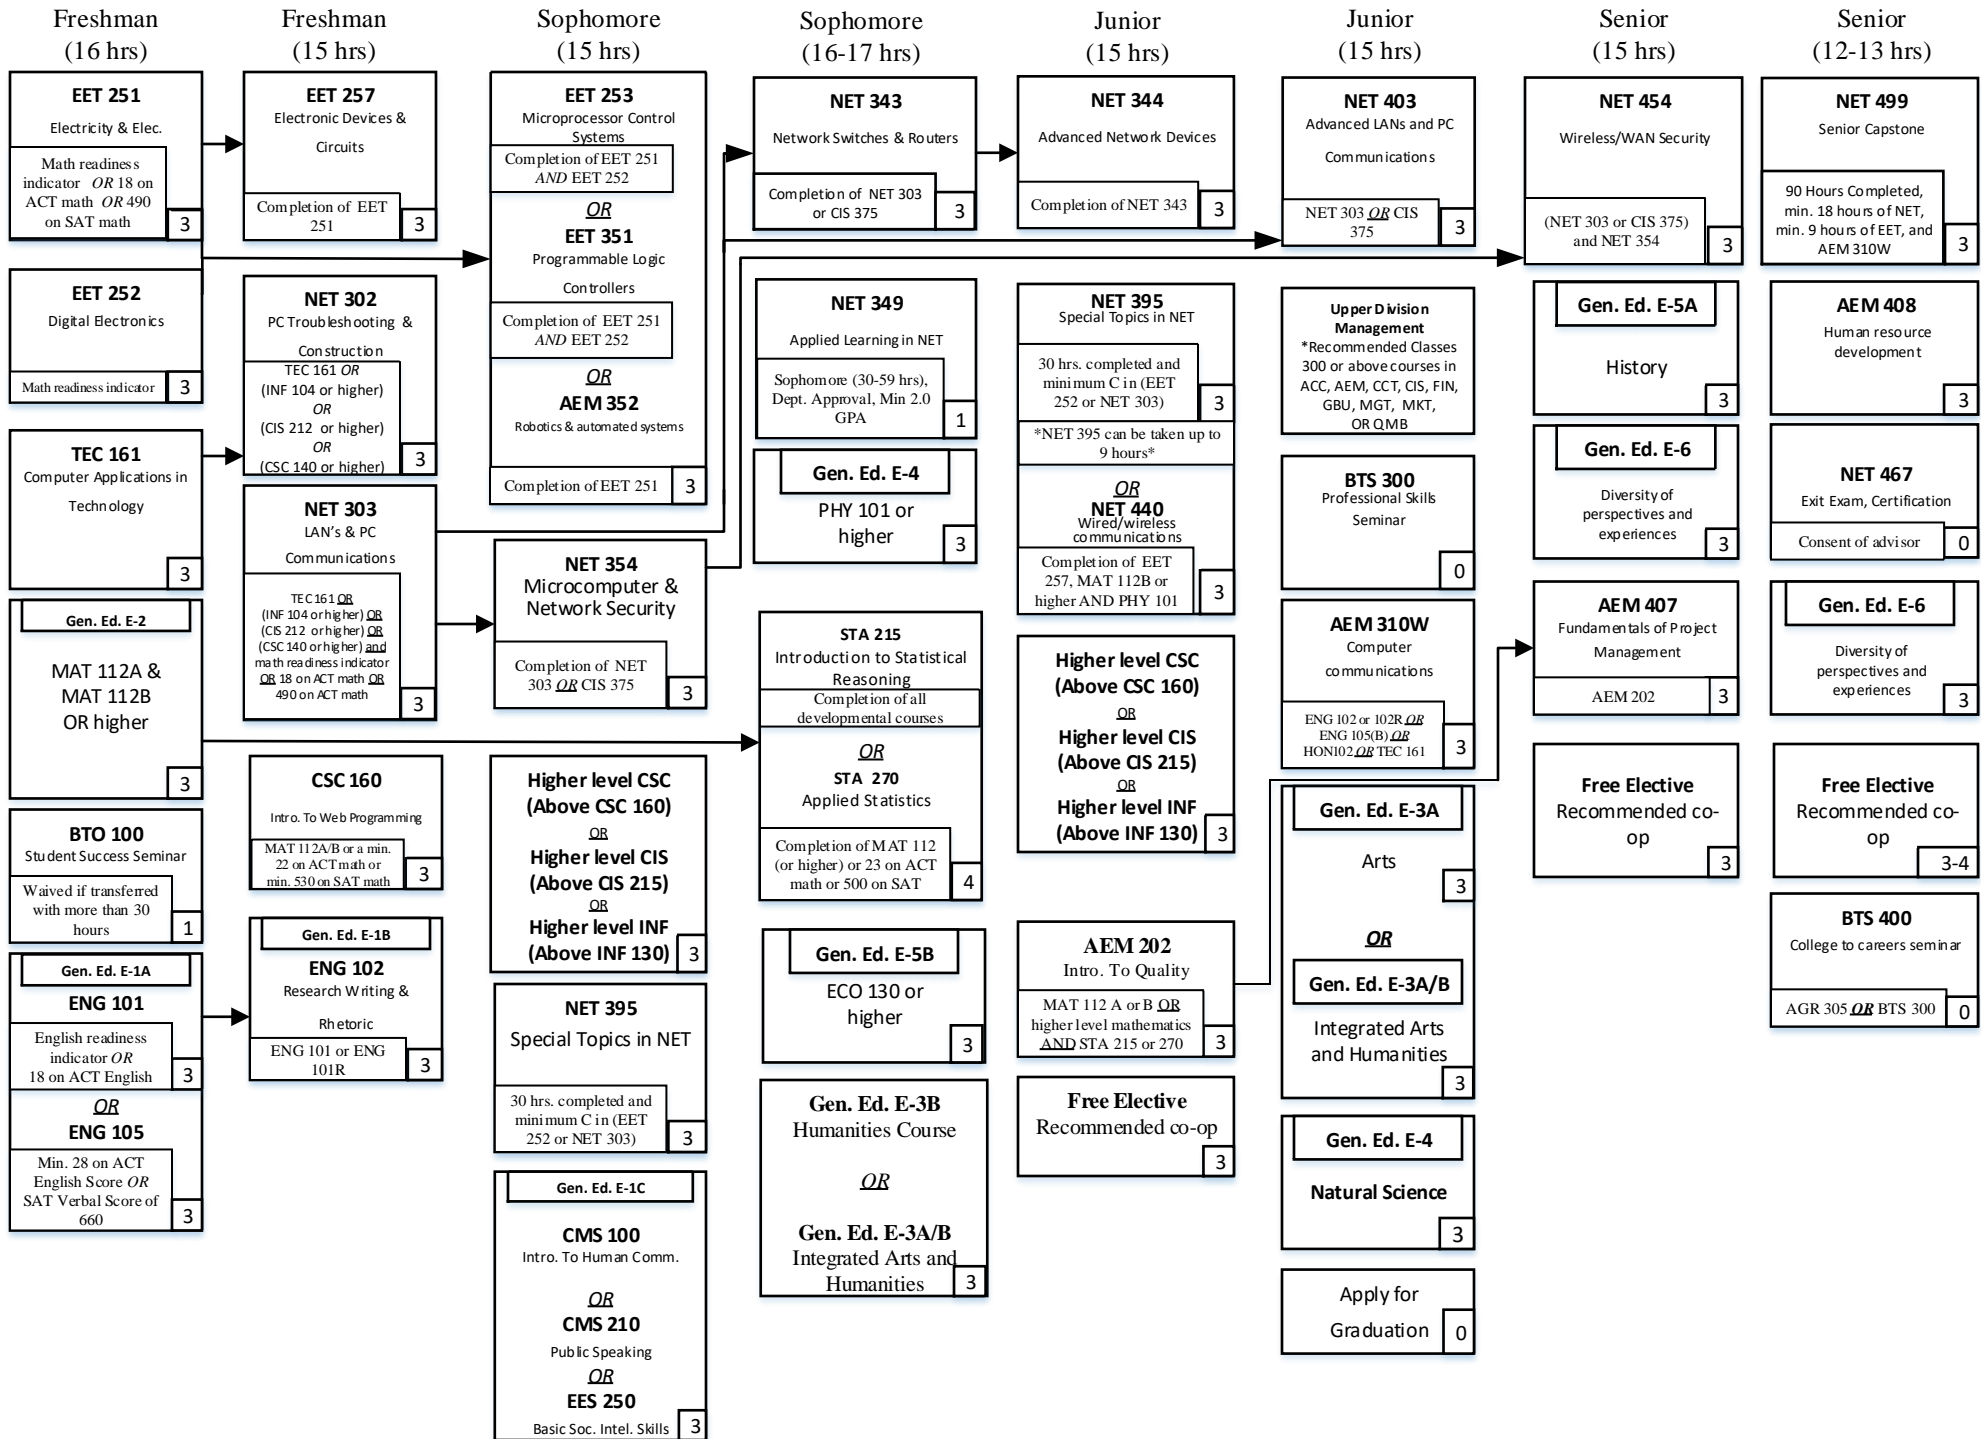 Freshman
(16 hrs)
EET 251
Electricity & Elec.
Math readiness
indicator OR 18 on
ACT math OR 490
on SAT math
3
EET 252
Digital Electronics
Math readiness indicator
3
TEC 161
Computer Applications in
Technology
3
Gen. Ed. E-2
MAT 112A &
MAT 112B
OR higher
3
BTO 100
Student Success Seminar
Waived if transferred
with more than 30
hours
1
Gen. Ed. E-1A
ENG 101
English readiness
indicator OR
18 on ACT English
3
OR
ENG 105
Min. 28 on ACT
English Score OR
SAT Verbal Score of
660
3
Freshman
(15 hrs)
EET 257
Electronic Devices &
Circuits
Completion of EET
251
3
NET 302
PC Troubleshooting &
Construction
TEC 161 OR
(INF 104 or higher)
OR
(CIS 212 or higher)
OR
(CSC 140 or higher)
3
NET 303
LAN's & PC
Communications
TEC 161 OR
(INF 104 or higher) OR
(CIS 212 or higher) OR
(CSC 140 or higher) and
math readiness indicator
OR 18 on ACT math OR
490 on ACT math
3
CSC 160
Intro. To Web Programming
MAT 112A/B or a min.
22 on ACT math or
min. 530 on SAT math
3
Gen. Ed. E-1B
ENG 102
Research Writing &
Rhetoric
ENG 101 or ENG
101R
3
Sophomore
(15 hrs)
EET 253
Microprocessor Control
Systems
Completion of EET 251
AND EET 252
OR
EET 351
Programmable Logic
Controllers
Completion of EET 251
AND EET 252
OR
AEM 352
Robotics & automated systems
Completion of EET 251
3
NET 354
Microcomputer &
Network Security
Completion of NET
303 OR CIS 375
3
Higher level CSC
(Above CSC 160)
OR
Higher level CIS
(Above CIS 215)
OR
Higher level INF
(Above INF 130)
3
NET 395
Special Topics in NET
30 hrs. completed and
minimum C in (EET
252 or NET 303)
3
Gen. Ed. E-1C
CMS 100
Intro. To Human Comm.
OR
CMS 210
Public Speaking
OR
EES 250
Basic Soc. Intel. Skills
3
Sophomore
(16-17 hrs)
NET 343
Network Switches & Routers
Completion of NET 303
or CIS 375
3
NET 349
Applied Learning in NET
Sophomore (30-59 hrs),
Dept. Approval, Min 2.0
GPA
1
Gen. Ed. E-4
PHY 101 or
higher
3
STA 215
Introduction to Statistical
Reasoning
Completion of all
developmental courses
OR
STA 270
Applied Statistics
Completion of MAT 112
(or higher) or 23 on ACT
math or 500 on SAT
4
Gen. Ed. E-5B
ECO 130 or
higher
3
Gen. Ed. E-3B
Humanities Course
OR
Gen. Ed. E-3A/B
Integrated Arts and
Humanities
3
Junior
(15 hrs)
NET 344
Advanced Network Devices
Completion of NET 343
3
NET 395
Special Topics in NET
30 hrs. completed and
minimum C in (EET
252 or NET 303)
3
*NET 395 can be taken up to
9 hours*
OR
NET 440
Wired/wireless
communications
Completion of EET
257, MAT 112B or
higher AND PHY 101
3
Higher level CSC
(Above CSC 160)
OR
Higher level CIS
(Above CIS 215)
OR
Higher level INF
(Above INF 130)
3
AEM 202
Intro. To Quality
MAT 112 A or B OR
higher level mathematics
AND STA 215 or 270
3
Free Elective
Recommended co-op
3
Junior
(15 hrs)
NET 403
Advanced LANs and PC
Communications
NET 303 OR CIS
375
3
Upper Division
Management
*Recommended Classes
300 or above courses in
ACC, AEM, CCT, CIS, FIN,
GBU, MGT, MKT,
OR QMB
BTS 300
Professional Skills
Seminar
0
AEM 310W
Computer
communications
ENG 102 or 102R OR
ENG 105(B) OR
HON102 OR TEC 161
3
Gen. Ed. E-3A
Arts
3
OR
Gen. Ed. E-3A/B
Integrated Arts
and Humanities
3
Gen. Ed. E-4
Natural Science
3
Apply for
Graduation
0
Senior
(15 hrs)
NET 454
Wireless/WAN Security
(NET 303 or CIS 375)
and NET 354
3
Gen. Ed. E-5A
History
3
Gen. Ed. E-6
Diversity of
perspectives and
experiences
3
AEM 407
Fundamentals of Project
Management
AEM 202
3
Free Elective
Recommended co-
op
3
Senior
(12-13 hrs)
NET 499
Senior Capstone
90 Hours Completed,
min. 18 hours of NET,
min. 9 hours of EET, and
AEM 310W
3
AEM 408
Human resource
development
3
NET 467
Exit Exam, Certification
Consent of advisor
0
Gen. Ed. E-6
Diversity of
perspectives and
experiences
3
Free Elective
Recommended co-
op
3-4
BTS 400
College to careers seminar
AGR 305 OR BTS 300
0